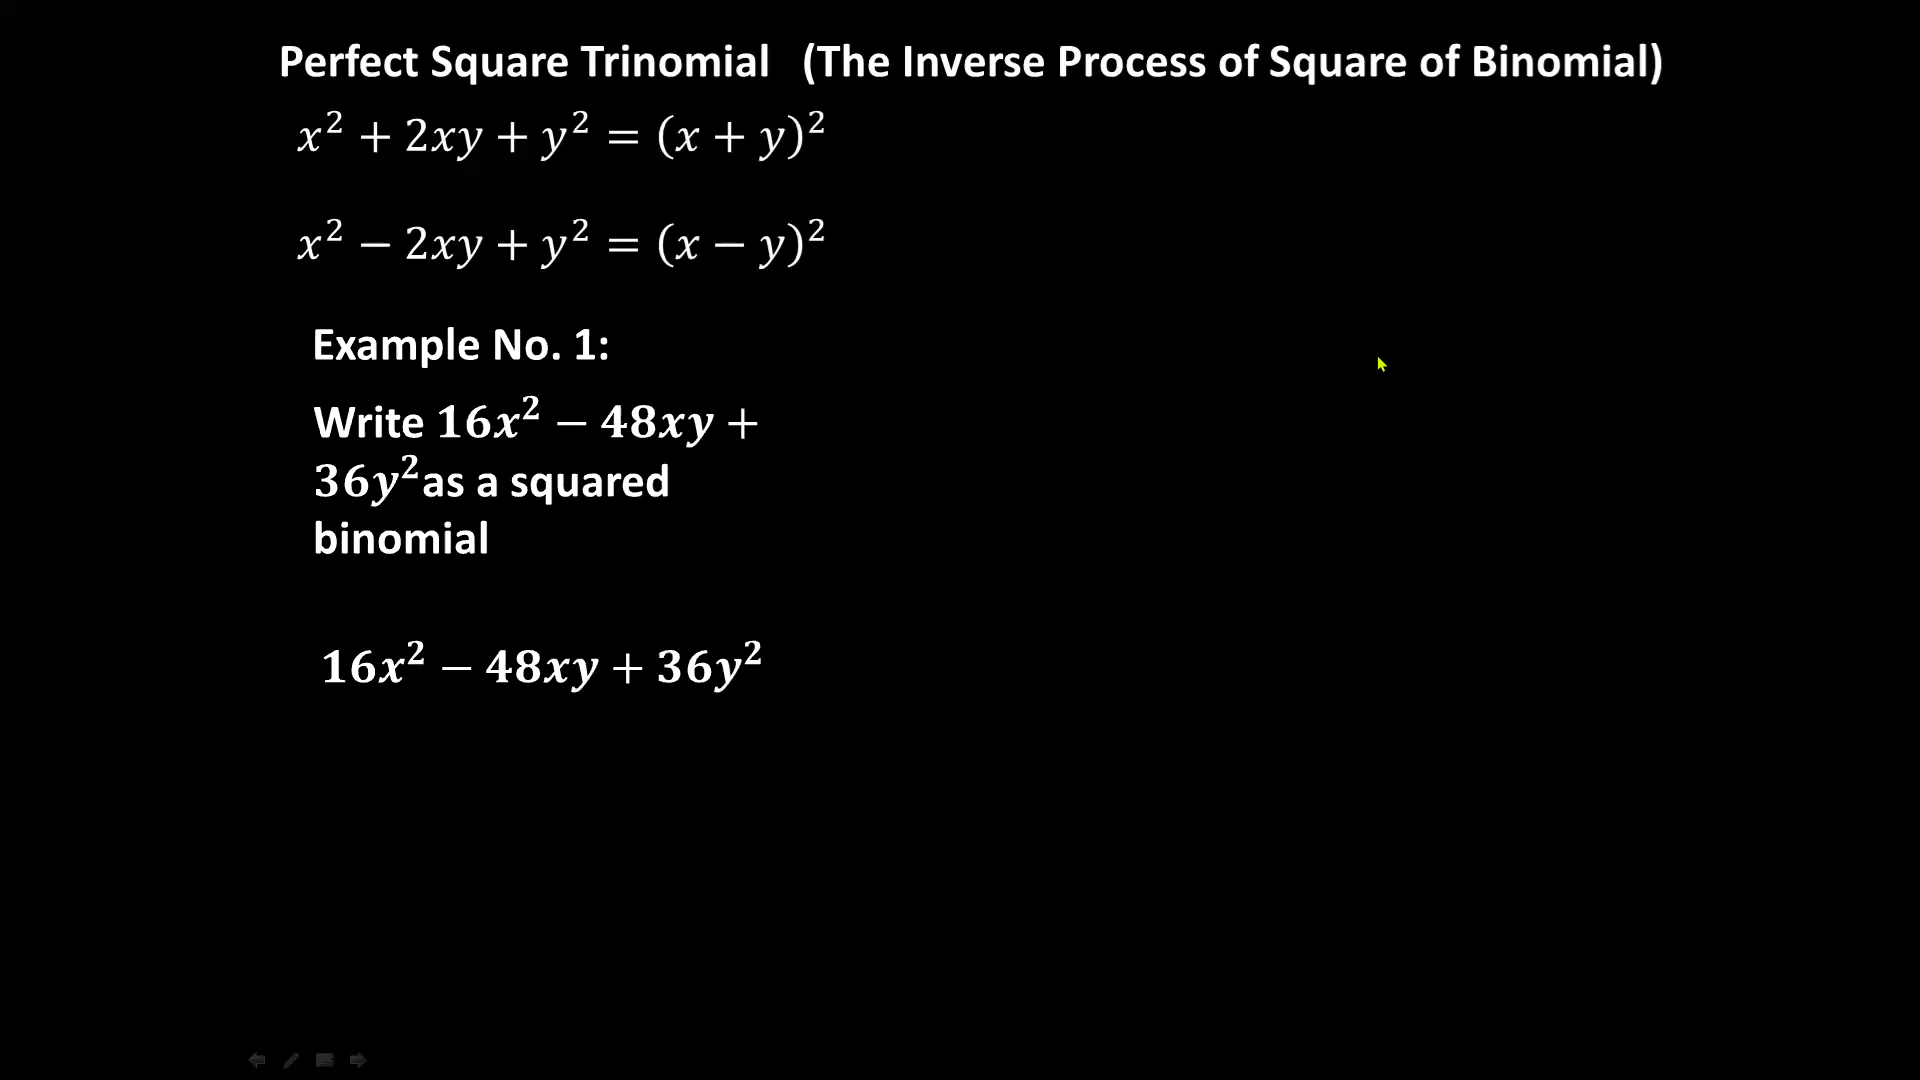 Perfect Square Trinomial (The Inverse Process of Square of Binomial)
x² + 2xy + y² = (x + y)²
x² − 2xy + y² = (x − y)²
Example No. 1:
Write 16x² − 48xy +
36y²as a squared
binomial
16x² − 48xy + 36y²